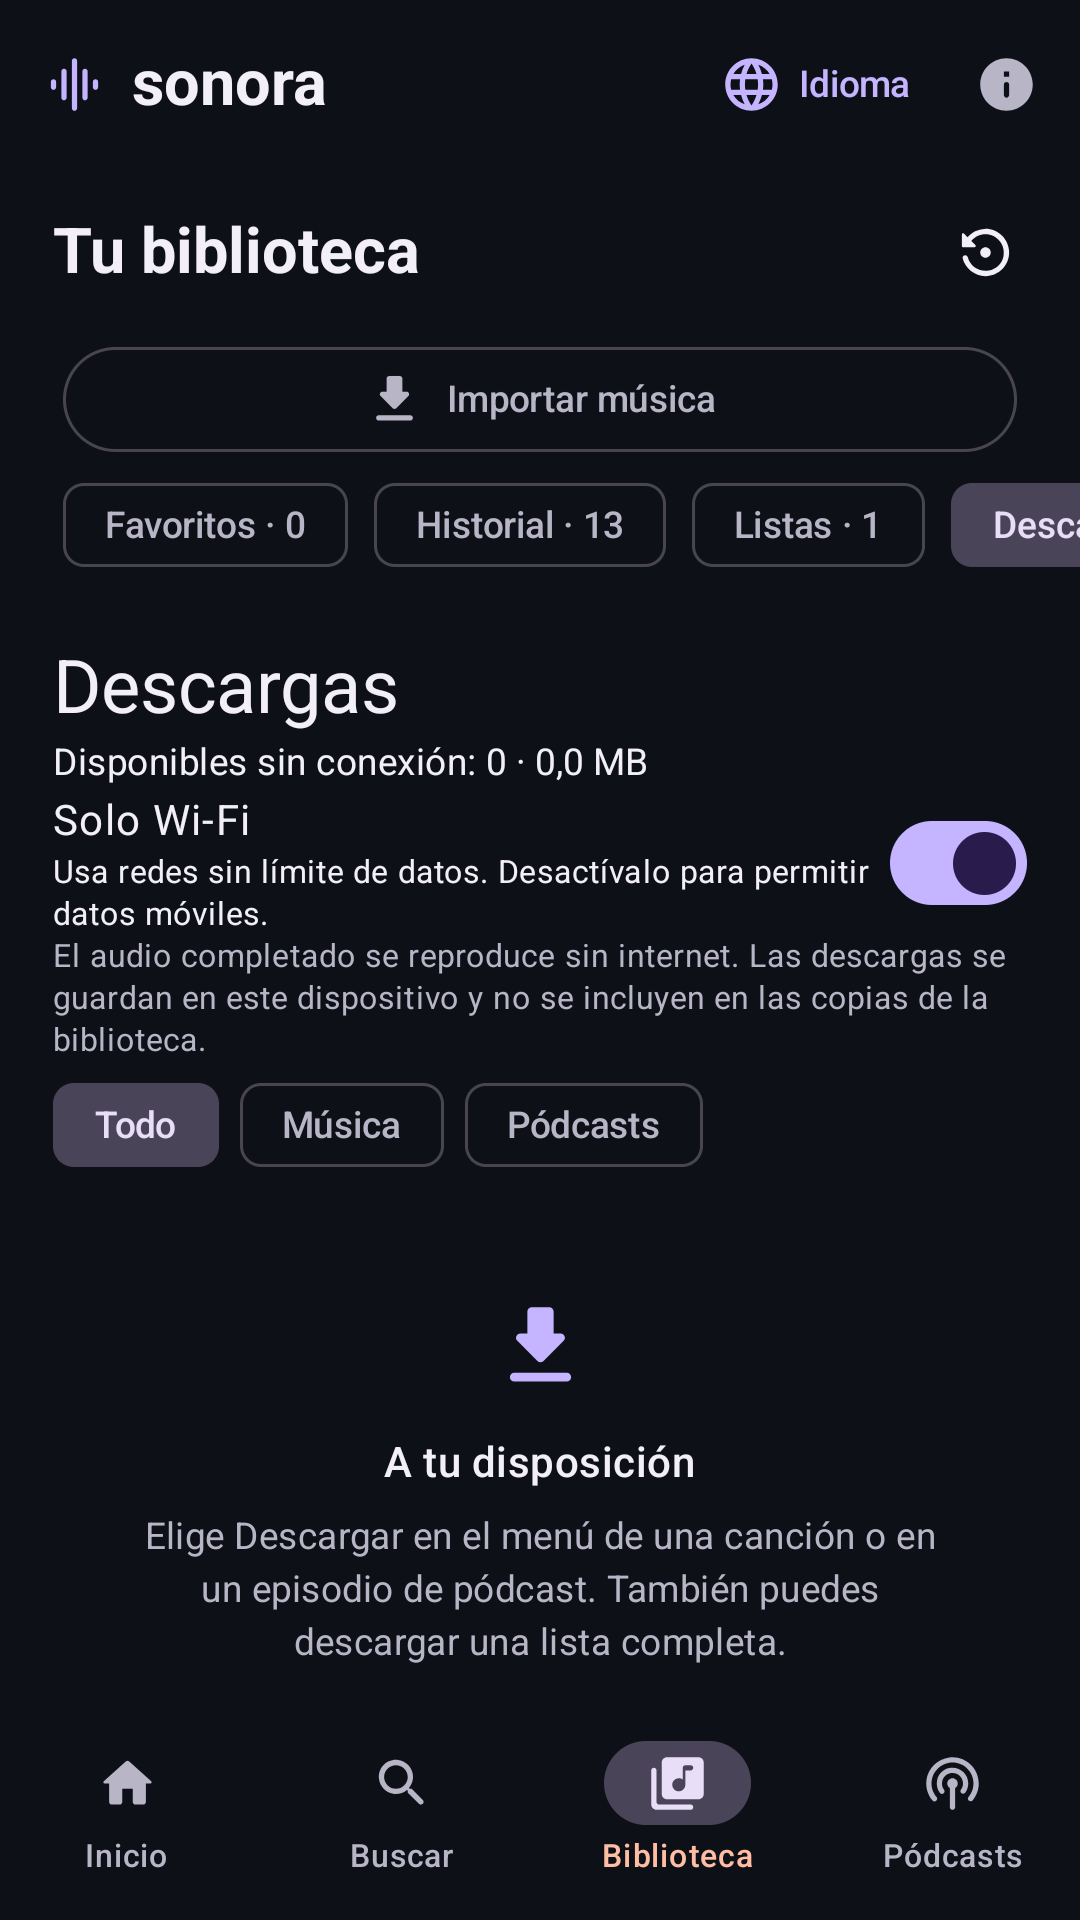 sonora
Idioma
Tu biblioteca
Importar música
Favoritos · 0
Historial · 13
Listas · 1
Descargas
Disponibles sin conexión: 0 · 0,0 MB
Solo Wi-Fi
Usa redes sin límite de datos. Desactívalo para permitir
datos móviles.
El audio completado se reproduce sin internet. Las descargas se
guardan en este dispositivo y no se incluyen en las copias de la
biblioteca.
Todo
Música
Pódcasts
A tu disposición
Elige Descargar en el menú de una canción o en
un episodio de pódcast. También puedes
descargar una lista completa.
Inicio
Buscar
Biblioteca
Pódcasts